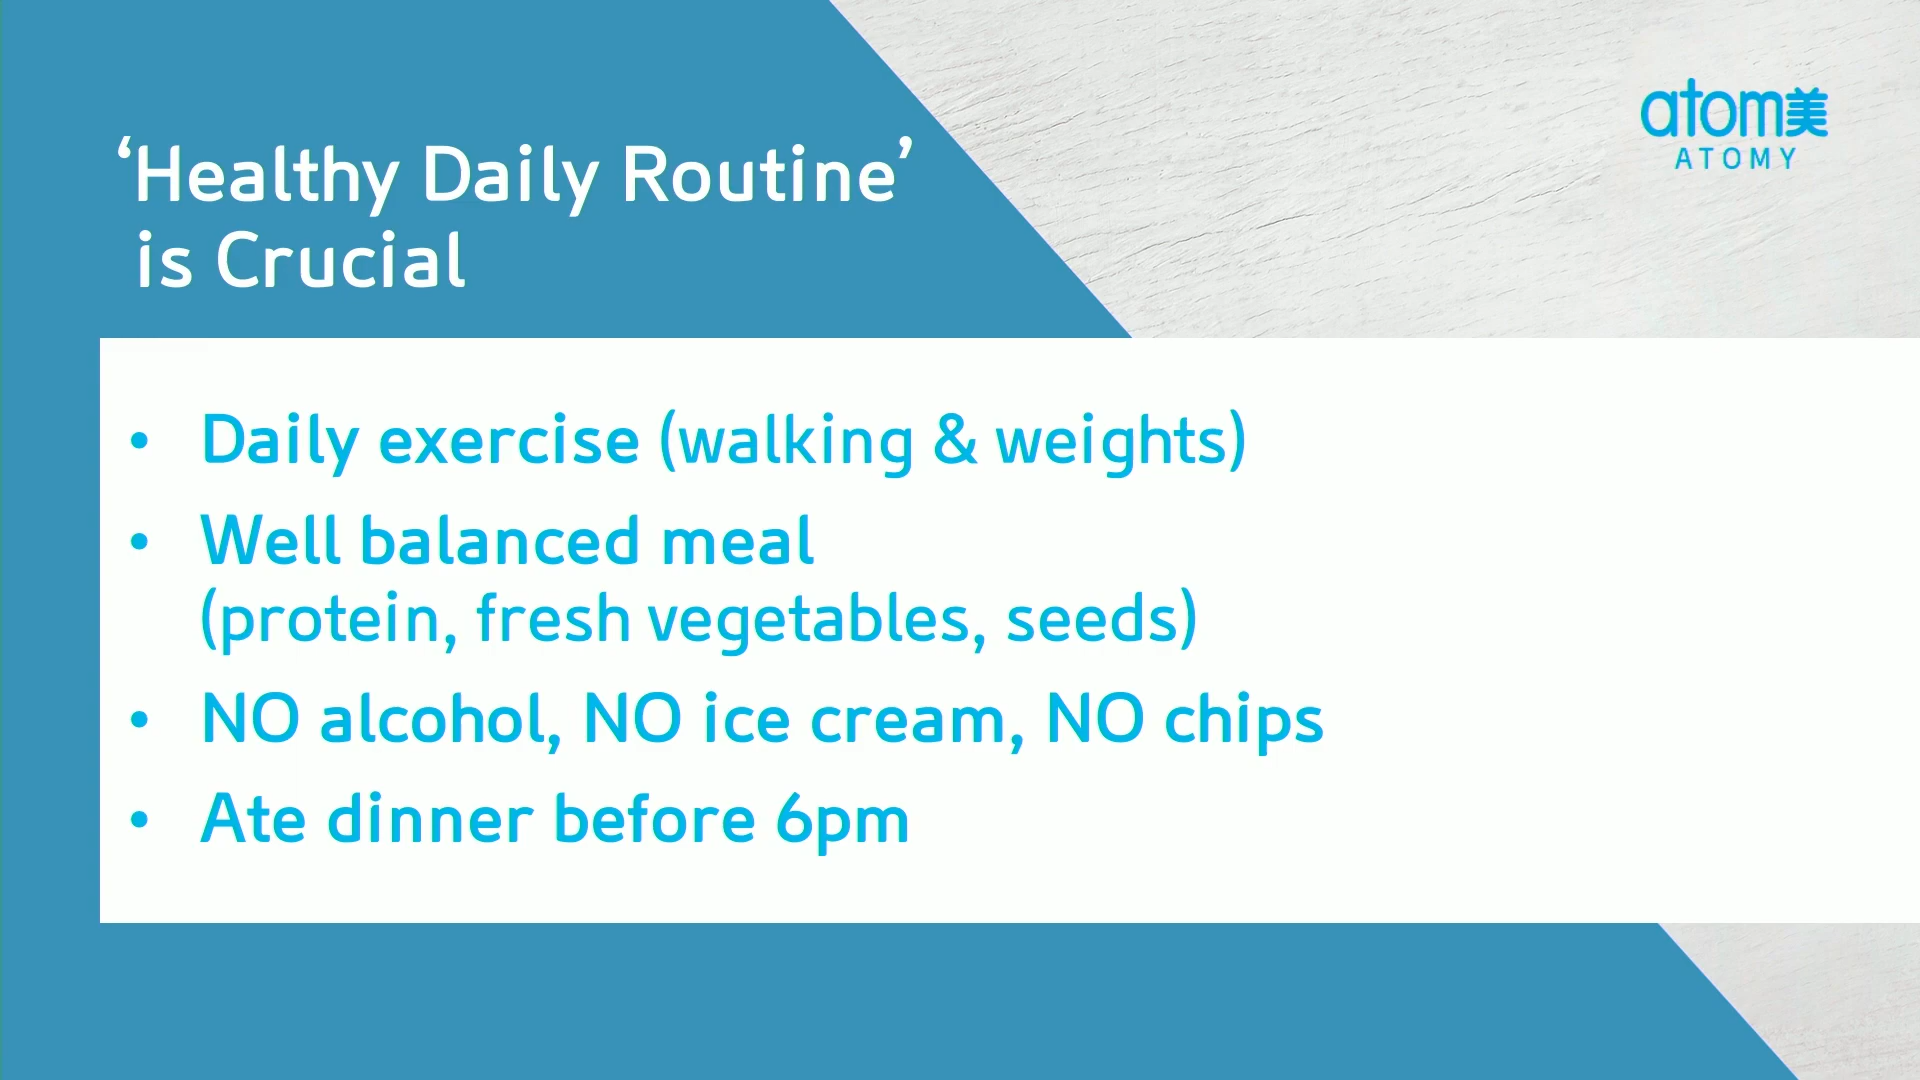 atom美
ATOMY
‘Healthy Daily Routine’
is Crucial
• Daily exercise (walking & weights)
• Well balanced meal
(protein, fresh vegetables, seeds)
• NO alcohol, NO ice cream, NO chips
• Ate dinner before 6pm